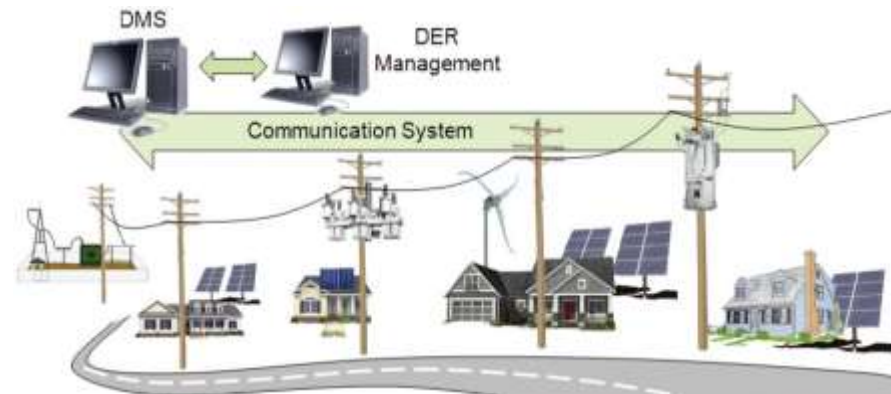 DMS
DER
Management
Communication System